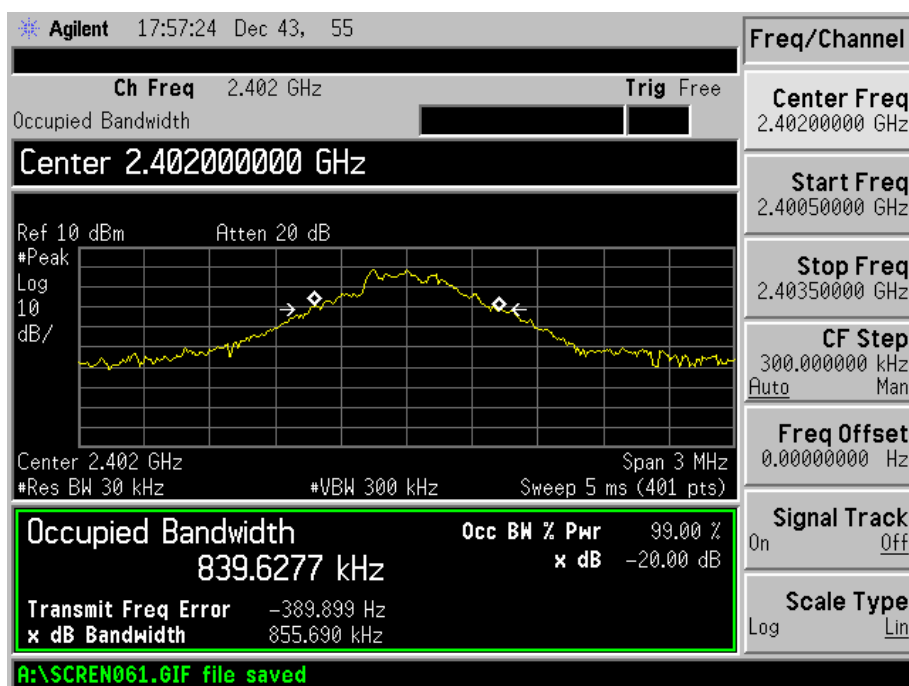 Agilent 17:57:24 Dec 43, 55
Freq/Channel
Ch Freq 2.402 GHz Trig Free
Occupied Bandwidth
Center 2.402000000 GHz
Ref 10 dBm Atten 20 dB
#Peak
Log
10
dB/
Center 2.402 GHz Span 3 MHz
#Res BW 30 kHz #VBW 300 kHz Sweep 5 ms (401 pts)
Occupied Bandwidth
839.6277 kHz
Occ BW % Pwr 99.00 %
x dB -20.00 dB
Transmit Freq Error -389.899 Hz
x dB Bandwidth 855.690 kHz
A:\SCREN061.GIF file saved
Center Freq
2.40200000 GHz
Start Freq
2.40050000 GHz
Stop Freq
2.40350000 GHz
CF Step
300.000000 kHz
Auto Man
Freq Offset
0.00000000 Hz
Signal Track
On Off
Scale Type
Log Lin